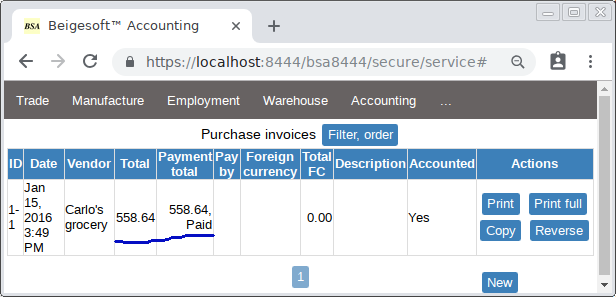 BSA Beigesoft™ Accounting
https://localhost:8444/bsa8444/secure/service#
Trade Manufacture Employment Warehouse Accounting ...
Purchase invoices Filter, order
ID Date Vendor Total Payment total Pay by Foreign currency Total FC Description Accounted Actions
1-1 Jan 15, 2016 3:49 PM Carlo's grocery 558.64 558.64, Paid 0.00 Yes Print Print full
Copy Reverse
1
New